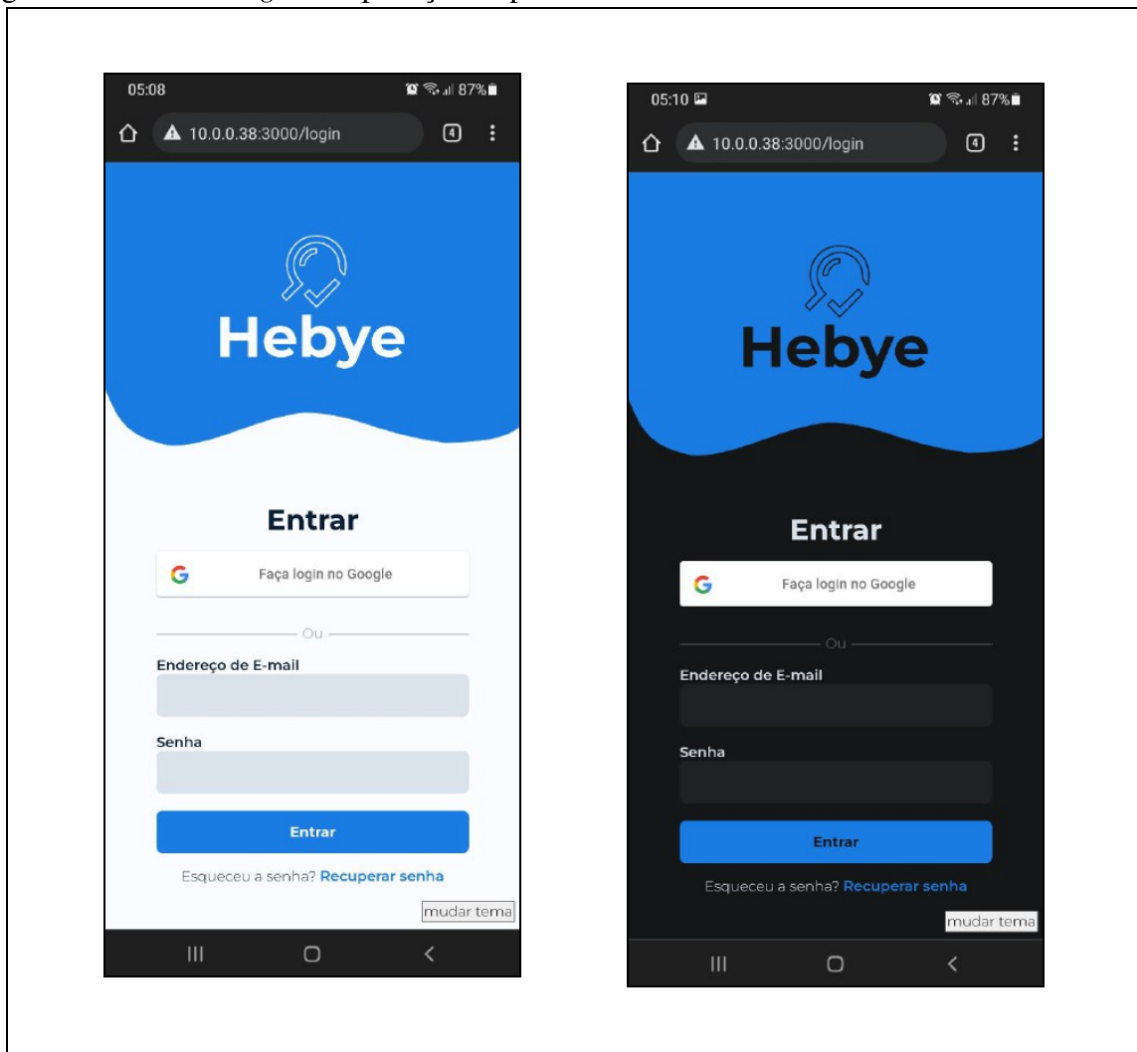 05:08 87%
10.0.0.38:3000/login 4
Hebye
Entrar
Faça login no Google
Ou
Endereço de E-mail
Senha
Entrar
Esqueceu a senha? Recuperar senha
mudar tema
05:10 87%
10.0.0.38:3000/login 4
Hebye
Entrar
Faça login no Google
Ou
Endereço de E-mail
Senha
Entrar
Esqueceu a senha? Recuperar senha
mudar tema